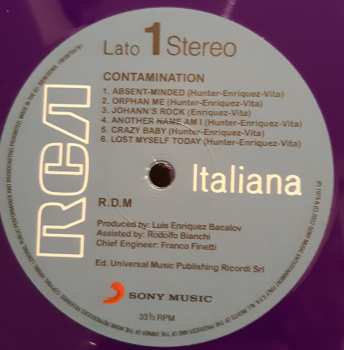 Lato 1 Stereo
CONTAMINATION
1. ABSENT-MINDED (Hunter-Enriquez-Vita)
2. ORPHAN ME (Hunter-Enriquez-Vita)
3. JOHANN'S ROCK (Enriquez-Vita)
4. ANOTHER NAME AM I (Hunter-Enriquez-Vita)
5. CRAZY BABY (Hunter-Enriquez-Vita)
6. LOST MYSELF TODAY (Hunter-Enriquez-Vita)
RCA
Italiana
R.D.M
Produced by: Luis Enriquez Bacalov
Assisted by: Rodolfo Bianchi
Chief Engineer: Franco Finetti
Ed. Universal Music Publishing Ricordi Srl
SONY MUSIC
33⅓ RPM